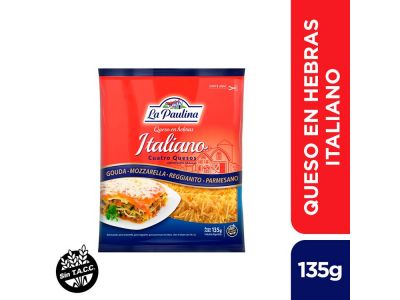 La Paulina
Queso en hebras
Italiano
Cuatro Quesos
GOUDA - MOZZARELLA - REGGIANITO - PARMESANO
135g
Sin T.A.C.C.
QUESO EN HEBRAS
ITALIANO
135g